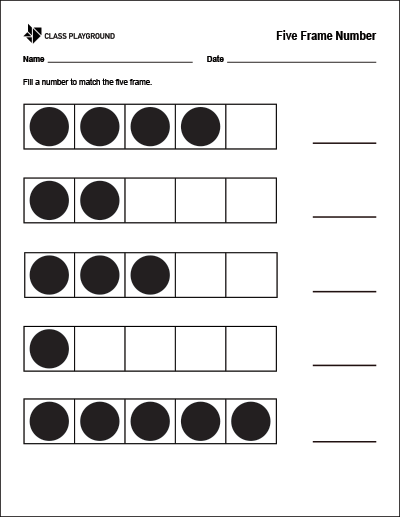 CLASS PLAYGROUND
Five Frame Number
Name Date
Fill a number to match the five frame.